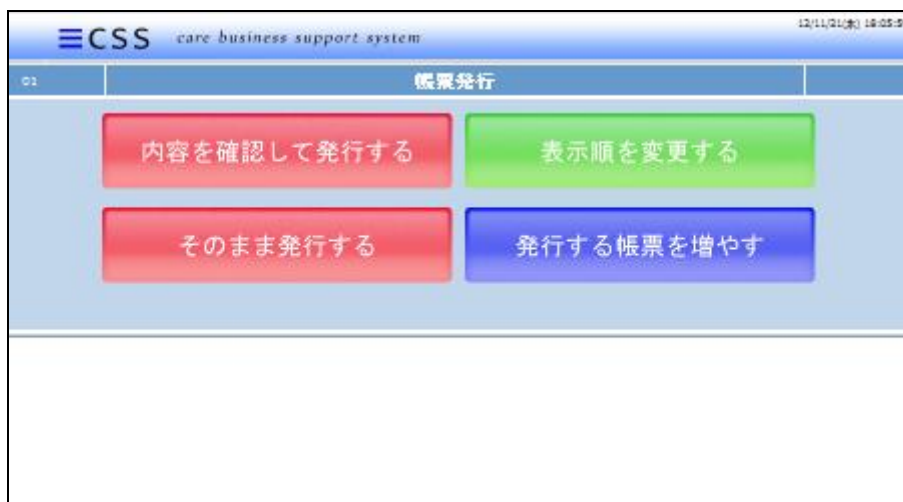 CSS care business support system
01
帳票発行
内容を確認して発行する
表示順を変更する
そのまま発行する
発行する帳票を増やす